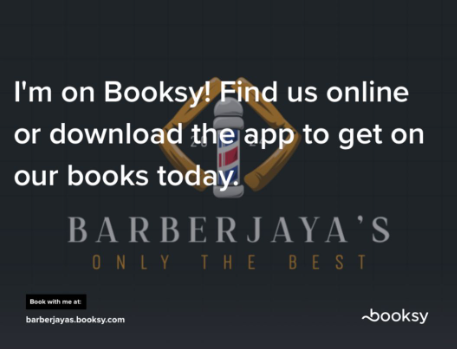 I'm on Booksy! Find us online
or download the app to get on
our books today.
BARBERJAYA'S
ONLY THE BEST
Book with me at:
barberjayas.booksy.com
booksy